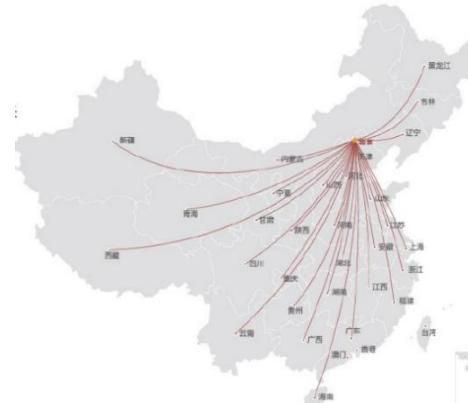 黑龙江
吉林
辽宁
北京
天津
新疆
内蒙古
河北
山西
宁夏
山东
青海
甘肃
陕西
河南
江苏
安徽
上海
西藏
四川
湖北
浙江
重庆
湖南
江西
福建
贵州
云南
广西
广东
台湾
香港
澳门
海南